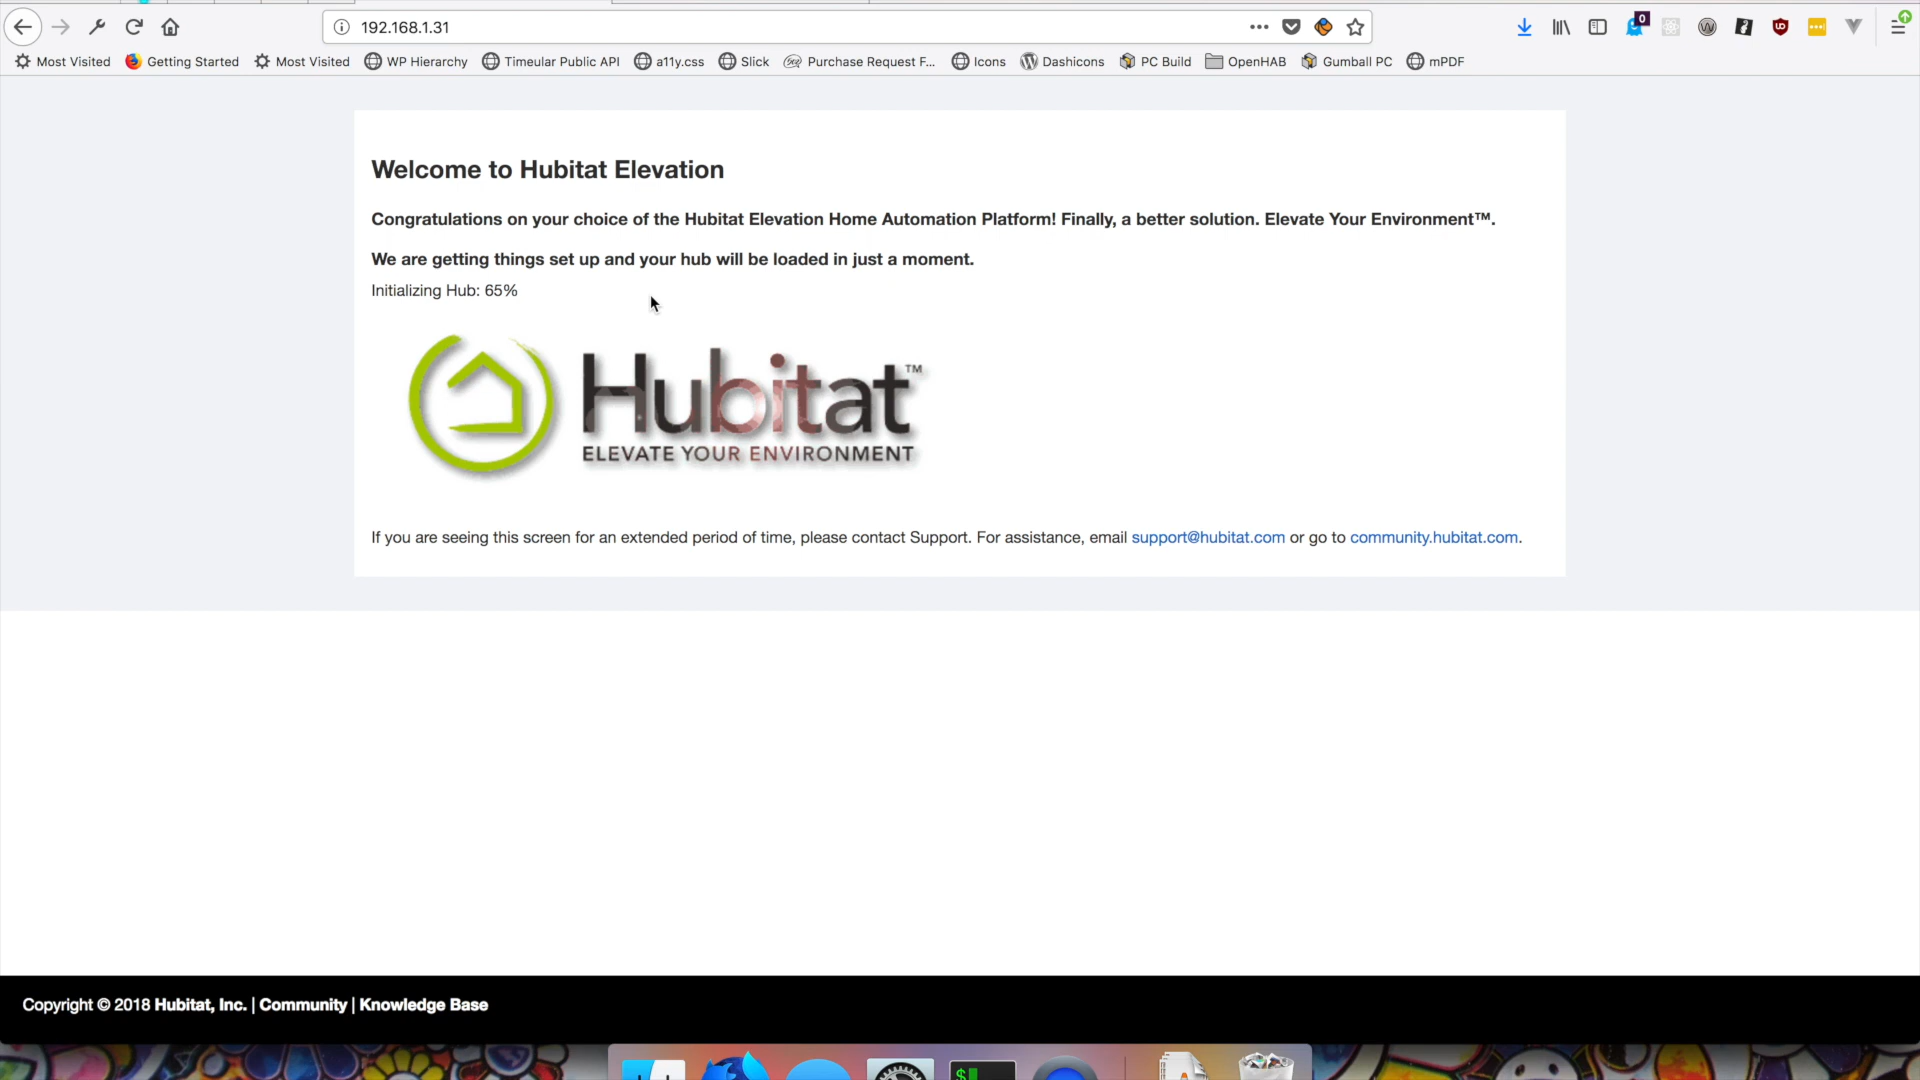 192.168.1.31
0
Most Visited Getting Started Most Visited WP Hierarchy Timeular Public API a11y.css Slick Purchase Request F... Icons Dashicons PC Build OpenHAB Gumball PC mPDF
Welcome to Hubitat Elevation
Congratulations on your choice of the Hubitat Elevation Home Automation Platform! Finally, a better solution. Elevate Your Environment™.
We are getting things set up and your hub will be loaded in just a moment.
Initializing Hub: 65%
Hubitat™
ELEVATE YOUR ENVIRONMENT
If you are seeing this screen for an extended period of time, please contact Support. For assistance, email support@hubitat.com or go to community.hubitat.com.
Copyright © 2018 Hubitat, Inc. | Community | Knowledge Base
$